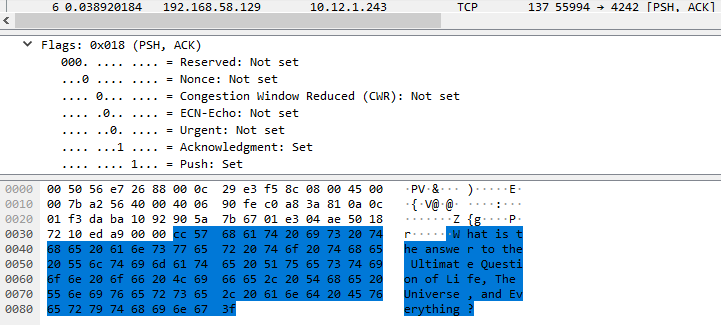 6 0.038920184 192.168.58.129 10.12.1.243 TCP 137 55994 → 4242 [PSH, ACK]
Flags: 0x018 (PSH, ACK)
000. .... .... = Reserved: Not set
...0 .... .... = Nonce: Not set
.... 0... .... = Congestion Window Reduced (CWR): Not set
.... .0.. .... = ECN-Echo: Not set
.... ..0. .... = Urgent: Not set
.... ...1 .... = Acknowledgment: Set
.... .... 1... = Push: Set
0000 00 50 56 e7 26 88 00 0c 29 e3 f5 8c 08 00 45 00 ·PV·&··· )·····E·
0010 00 7b a2 56 40 00 40 06 90 fe c0 a8 3a 81 0a 0c ·{·V@·@· ····:···
0020 01 f3 da ba 10 92 90 5a 7b 67 01 e3 04 ae 50 18 ·······Z {g····P·
0030 72 10 ed a9 00 00 cc 57 68 61 74 20 69 73 20 74 r······W hat is t
0040 68 65 20 61 6e 73 77 65 72 20 74 6f 20 74 68 65 he answe r to the
0050 20 55 6c 74 69 6d 61 74 65 20 51 75 65 73 74 69 Ultimat e Questi
0060 6f 6e 20 6f 66 20 4c 69 66 65 2c 20 54 68 65 20 on of Li fe, The
0070 55 6e 69 76 65 72 73 65 2c 20 61 6e 64 20 45 76 Universe , and Ev
0080 65 72 79 74 68 69 6e 67 3f erything ?